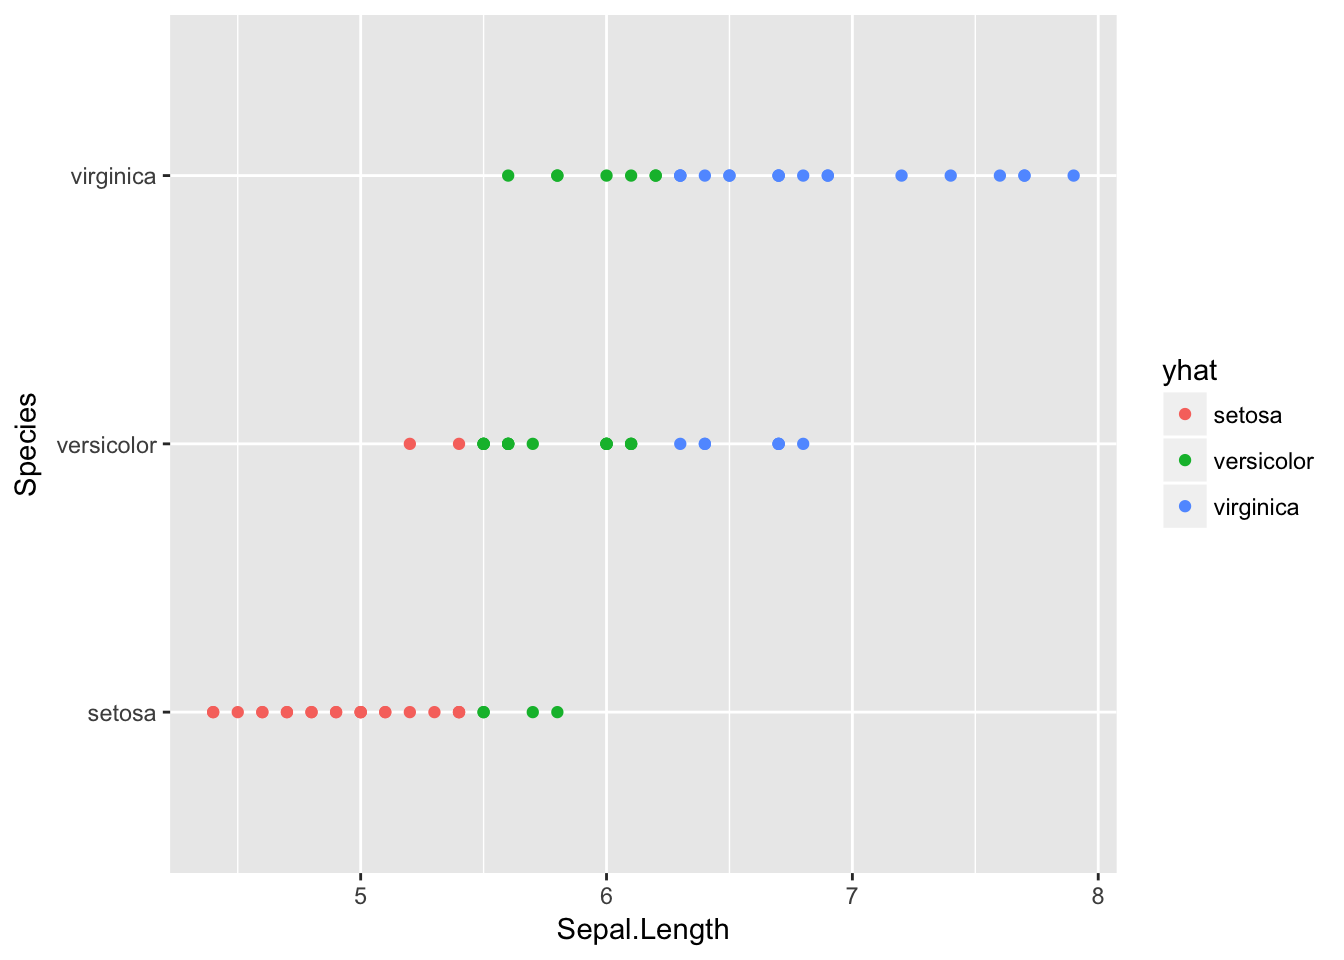 Species
virginica
versicolor
setosa
5 6 7 8
Sepal.Length
yhat
setosa
versicolor
virginica